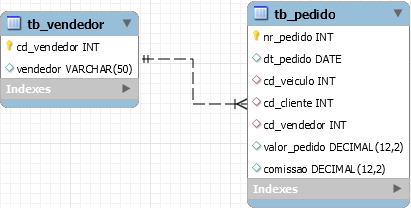 tb_vendedor
cd_vendedor INT
vendedor VARCHAR(50)
Indexes
tb_pedido
nr_pedido INT
dt_pedido DATE
cd_veiculo INT
cd_cliente INT
cd_vendedor INT
valor_pedido DECIMAL(12,2)
comissao DECIMAL(12,2)
Indexes